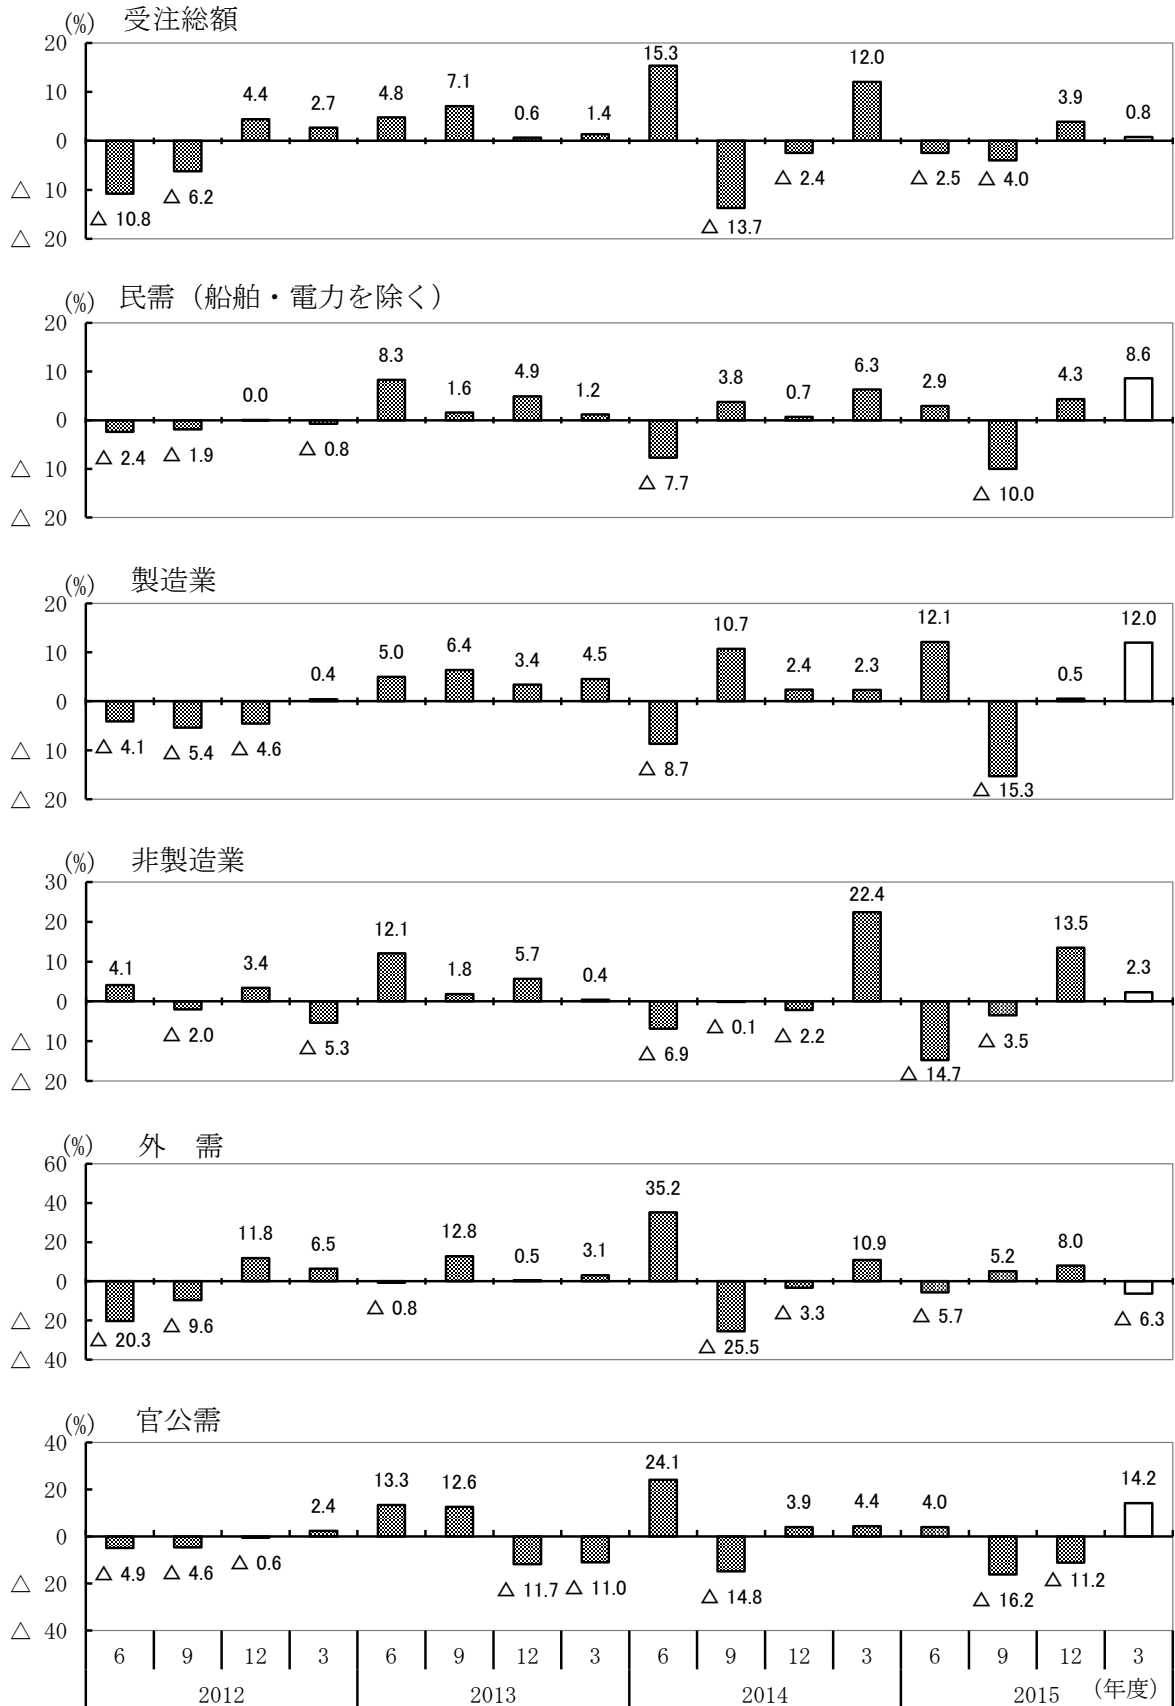 (%) 受注総額
20
10
0
△ 10
△ 20
△ 10.8 △ 6.2 4.4 2.7 4.8 7.1 0.6 1.4 15.3 △ 13.7 △ 2.4 12.0 △ 2.5 △ 4.0 3.9 0.8
(%) 民需（船舶・電力を除く）
20
10
0
△ 10
△ 20
△ 2.4 △ 1.9 0.0 △ 0.8 8.3 1.6 4.9 1.2 △ 7.7 3.8 0.7 6.3 2.9 △ 10.0 4.3 8.6
(%) 製造業
20
10
0
△ 10
△ 20
△ 4.1 △ 5.4 △ 4.6 0.4 5.0 6.4 3.4 4.5 △ 8.7 10.7 2.4 2.3 12.1 △ 15.3 0.5 12.0
(%) 非製造業
30
20
10
0
△ 10
△ 20
4.1 △ 2.0 3.4 △ 5.3 12.1 1.8 5.7 0.4 △ 6.9 △ 0.1 △ 2.2 22.4 △ 14.7 △ 3.5 13.5 2.3
(%) 外　需
60
40
20
0
△ 20
△ 40
△ 20.3 △ 9.6 11.8 6.5 △ 0.8 12.8 0.5 3.1 35.2 △ 25.5 △ 3.3 10.9 △ 5.7 5.2 8.0 △ 6.3
(%) 官公需
40
20
0
△ 20
△ 40
△ 4.9 △ 4.6 △ 0.6 2.4 13.3 12.6 △ 11.7 △ 11.0 24.1 △ 14.8 3.9 4.4 4.0 △ 16.2 △ 11.2 14.2
6 9 12 3 6 9 12 3 6 9 12 3 6 9 12 3
2012 2013 2014 2015 (年度)